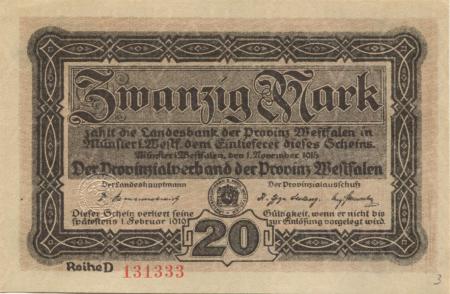 Zwanzig Mark
zahlt die Landesbank der Provinz Westfalen in
Münster i. Westf. dem Einlieferer dieses Scheins.
Münster i. Westfalen, den 1. November 1918
Der Provinzialverband der Provinz Westfalen
Der Landeshauptmann Der Provinzialausschuß
Dieser Schein verliert seine Gültigkeit, wenn er nicht bis
spätestens 1. Februar 1919 zur Einlösung vorgelegt wird.
20
Reihe D 131333
3